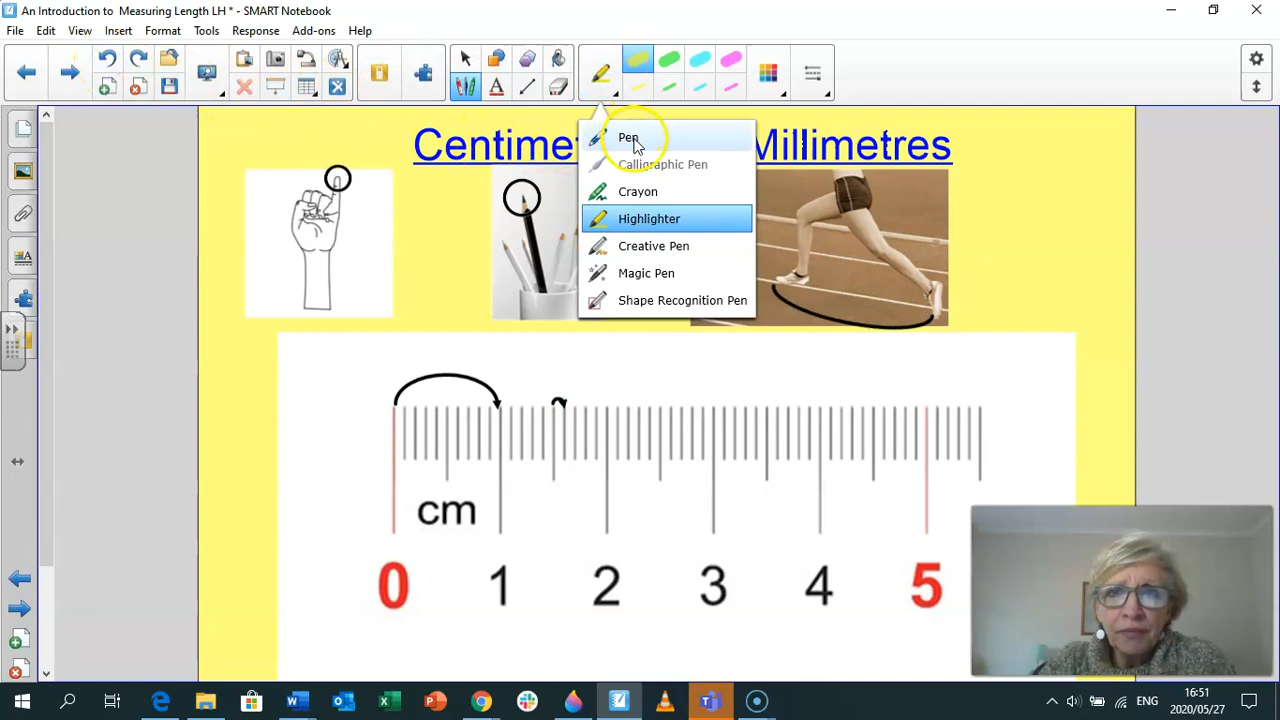 An Introduction to  Measuring Length LH * - SMART Notebook
File Edit View Insert Format Tools Response Add-ons Help
Pen
Calligraphic Pen
Crayon
Highlighter
Creative Pen
Magic Pen
Shape Recognition Pen
Millimetres
cm
0 1 2 3 4 5
ENG
16:51
2020/05/27